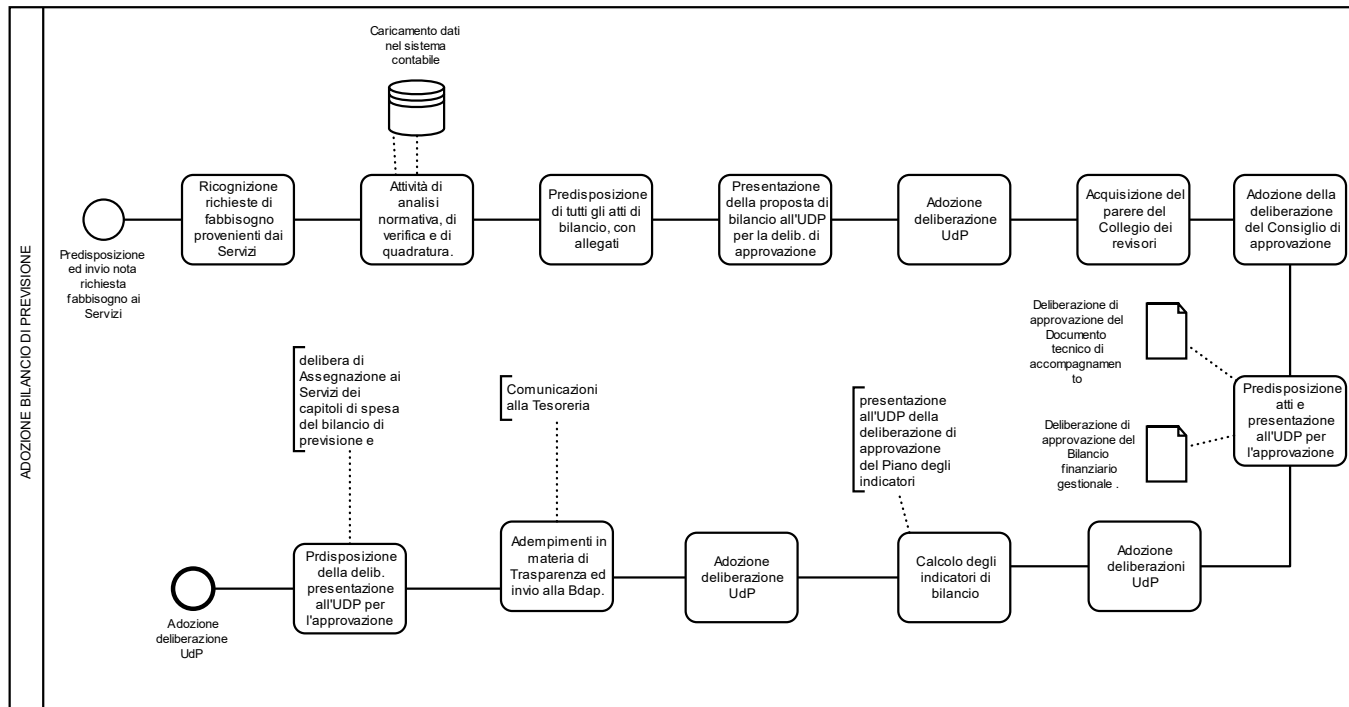 ADOZIONE BILANCIO DI PREVISIONE
Caricamento dati
nel sistema
contabile
Predisposizione
ed invio nota
richiesta
fabbisogno ai
Servizi
Ricognizione
richieste di
fabbisogno
provenienti dai
Servizi
Attività di
analisi
normativa, di
verifica e di
quadratura.
Predisposizione
di tutti gli atti di
bilancio, con
allegati
Presentazione
della proposta di
bilancio all'UDP
per la delib. di
approvazione
Adozione
deliberazione
UdP
Acquisizione del
parere del
Collegio dei
revisori
Adozione della
deliberazione
del Consiglio di
approvazione
Deliberazione di
approvazione del
Documento
tecnico di
accompagnamen
to
Deliberazione di
approvazione del
Bilancio
finanziario
gestionale .
Predisposizione
atti e
presentazione
all'UDP per
l'approvazione
Adozione
deliberazioni
UdP
presentazione
all'UDP della
deliberazione di
approvazione
del Piano degli
indicatori
Calcolo degli
indicatori di
bilancio
Adozione
deliberazione
UdP
Comunicazioni
alla Tesoreria
Adempimenti in
materia di
Trasparenza ed
invio alla Bdap.
delibera di
Assegnazione ai
Servizi dei
capitoli di spesa
del bilancio di
previsione e
Prdisposizione
della delib.
presentazione
all'UDP per
l'approvazione
Adozione
deliberazione
UdP